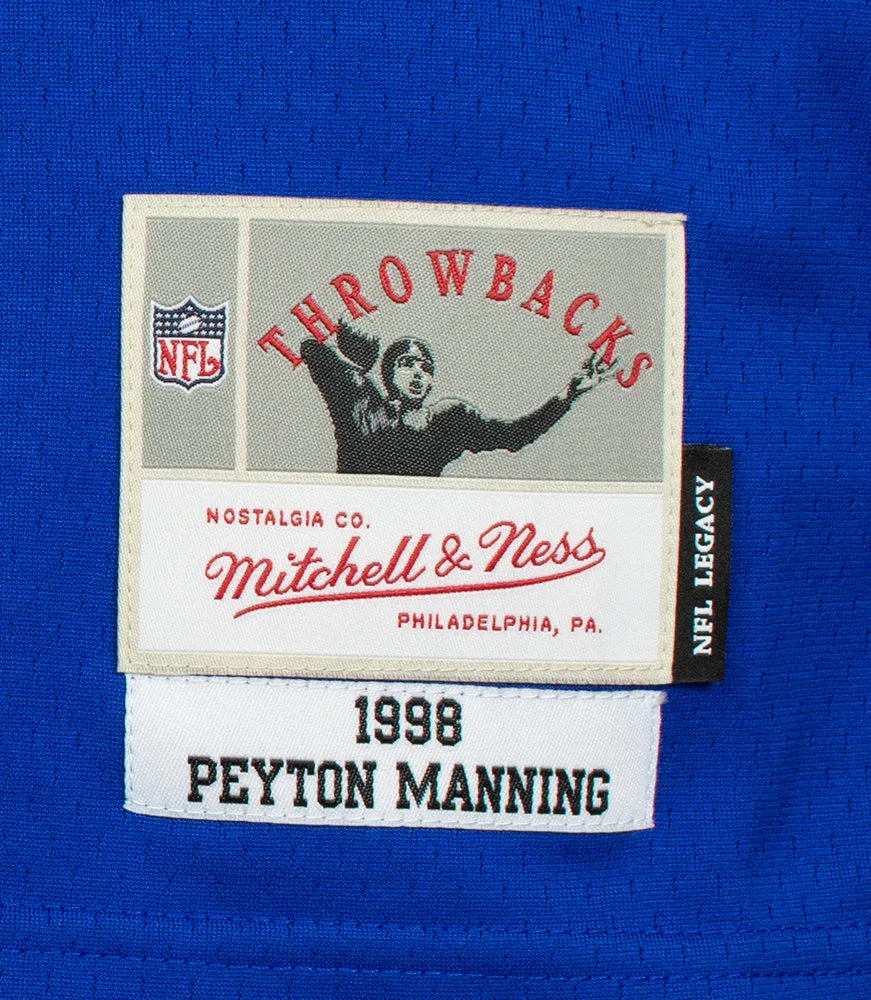 THROWBACKS
NFL
NOSTALGIA CO.
Mitchell & Ness
PHILADELPHIA, PA.
NFL LEGACY
1998
PEYTON MANNING